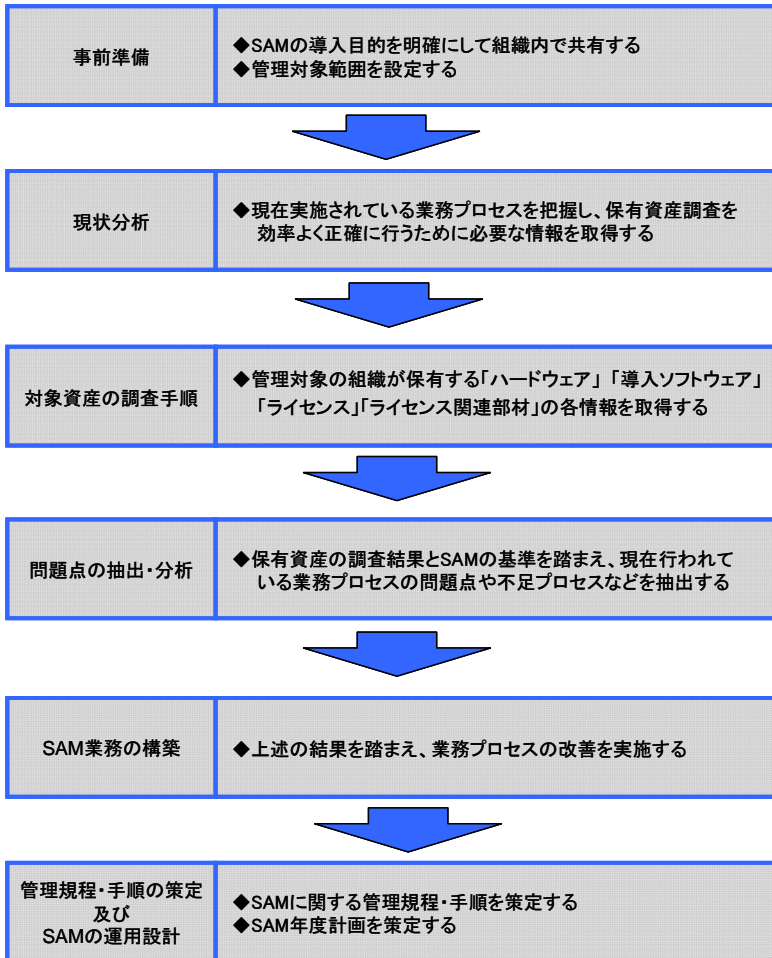 事前準備
◆SAMの導入目的を明確にして組織内で共有する
◆管理対象範囲を設定する
現状分析
◆現在実施されている業務プロセスを把握し、保有資産調査を
効率よく正確に行うために必要な情報を取得する
対象資産の調査手順
◆管理対象の組織が保有する「ハードウェア」 「導入ソフトウェア」
「ライセンス」「ライセンス関連部材」の各情報を取得する
問題点の抽出・分析
◆保有資産の調査結果とSAMの基準を踏まえ、現在行われて
いる業務プロセスの問題点や不足プロセスなどを抽出する
SAM業務の構築
◆上述の結果を踏まえ、業務プロセスの改善を実施する
管理規程・手順の策定
及び
SAMの運用設計
◆SAMに関する管理規程・手順を策定する
◆SAM年度計画を策定する